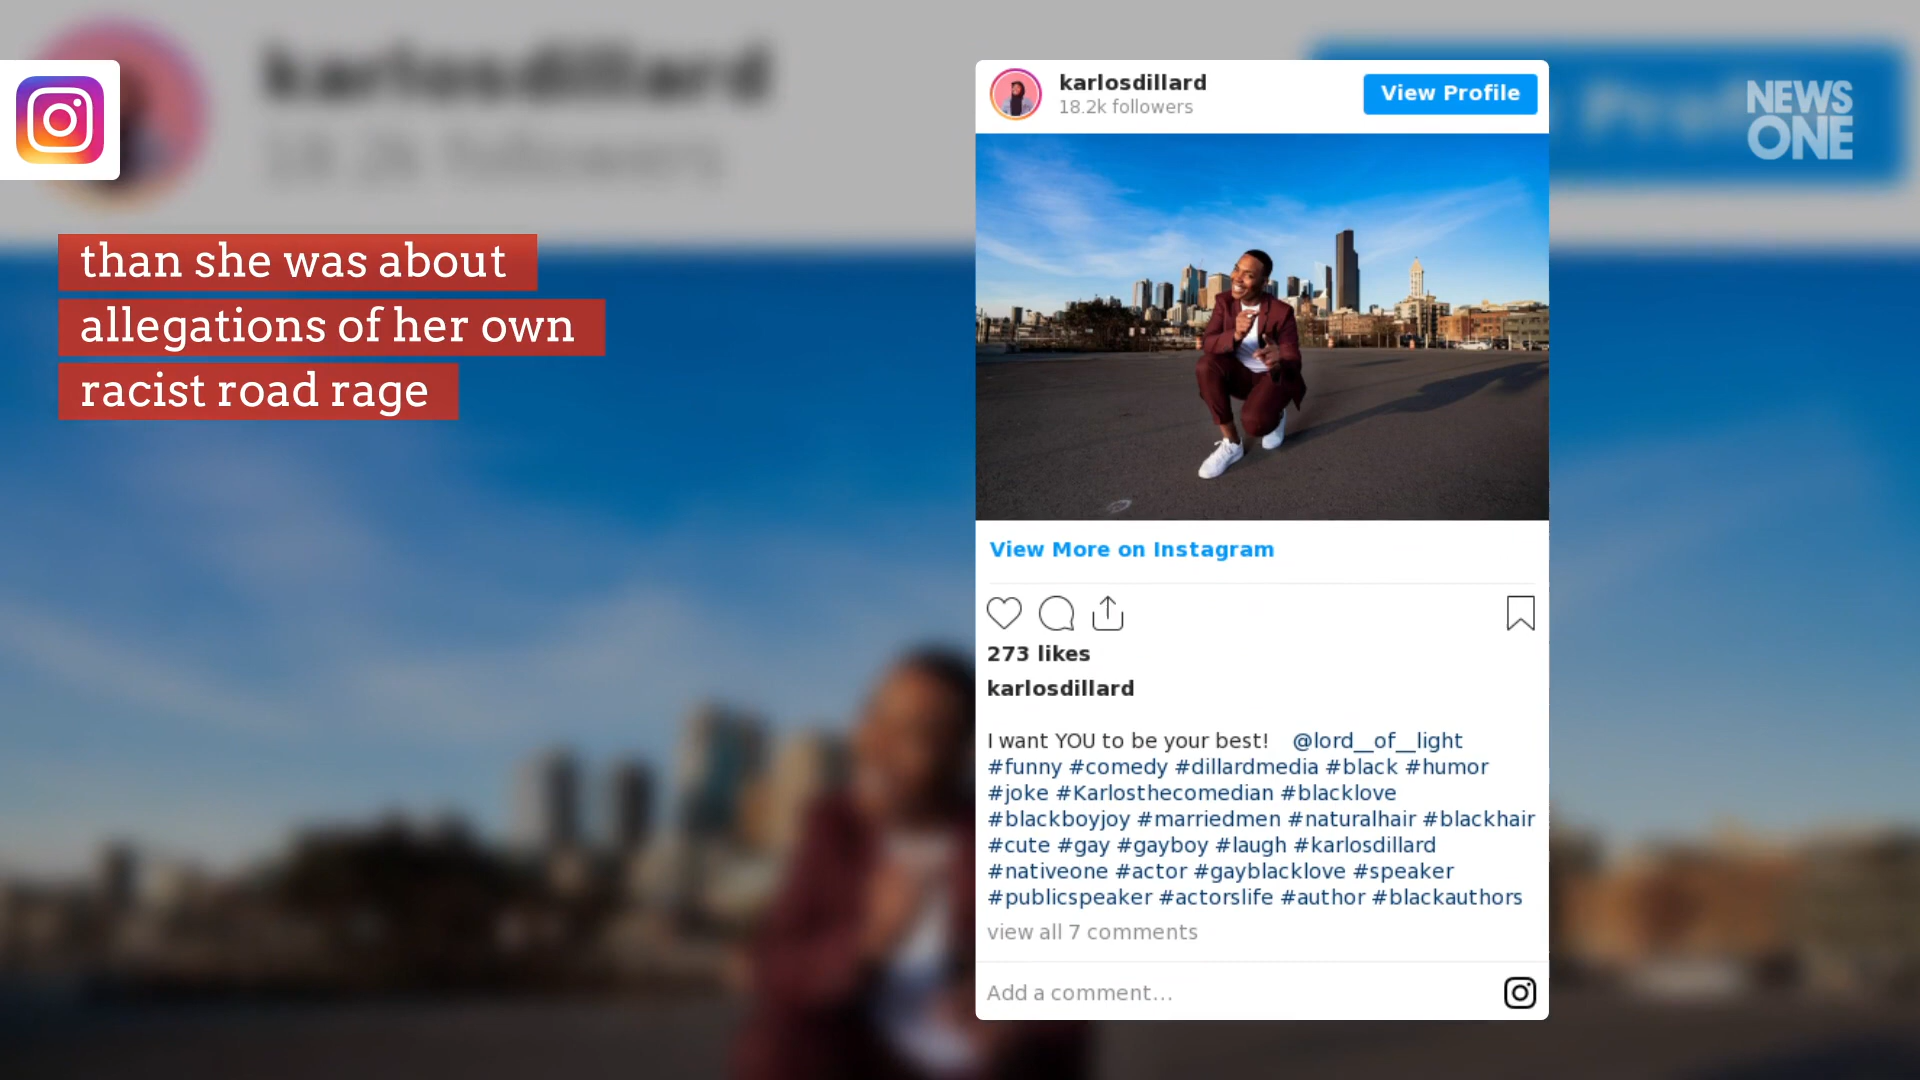 karlosdillard
18.2k followers
than she was about
allegations of her own
racist road rage
karlosdillard
18.2k followers
View Profile
NEWS
ONE
View More on Instagram
273 likes
karlosdillard
I want YOU to be your best! @lord__of__light
#funny #comedy #dillardmedia #black #humor
#joke #Karlosthecomedian #blacklove
#blackboyjoy #marriedmen #naturalhair #blackhair
#cute #gay #gayboy #laugh #karlosdillard
#nativeone #actor #gayblacklove #speaker
#publicspeaker #actorslife #author #blackauthors
view all 7 comments
Add a comment...